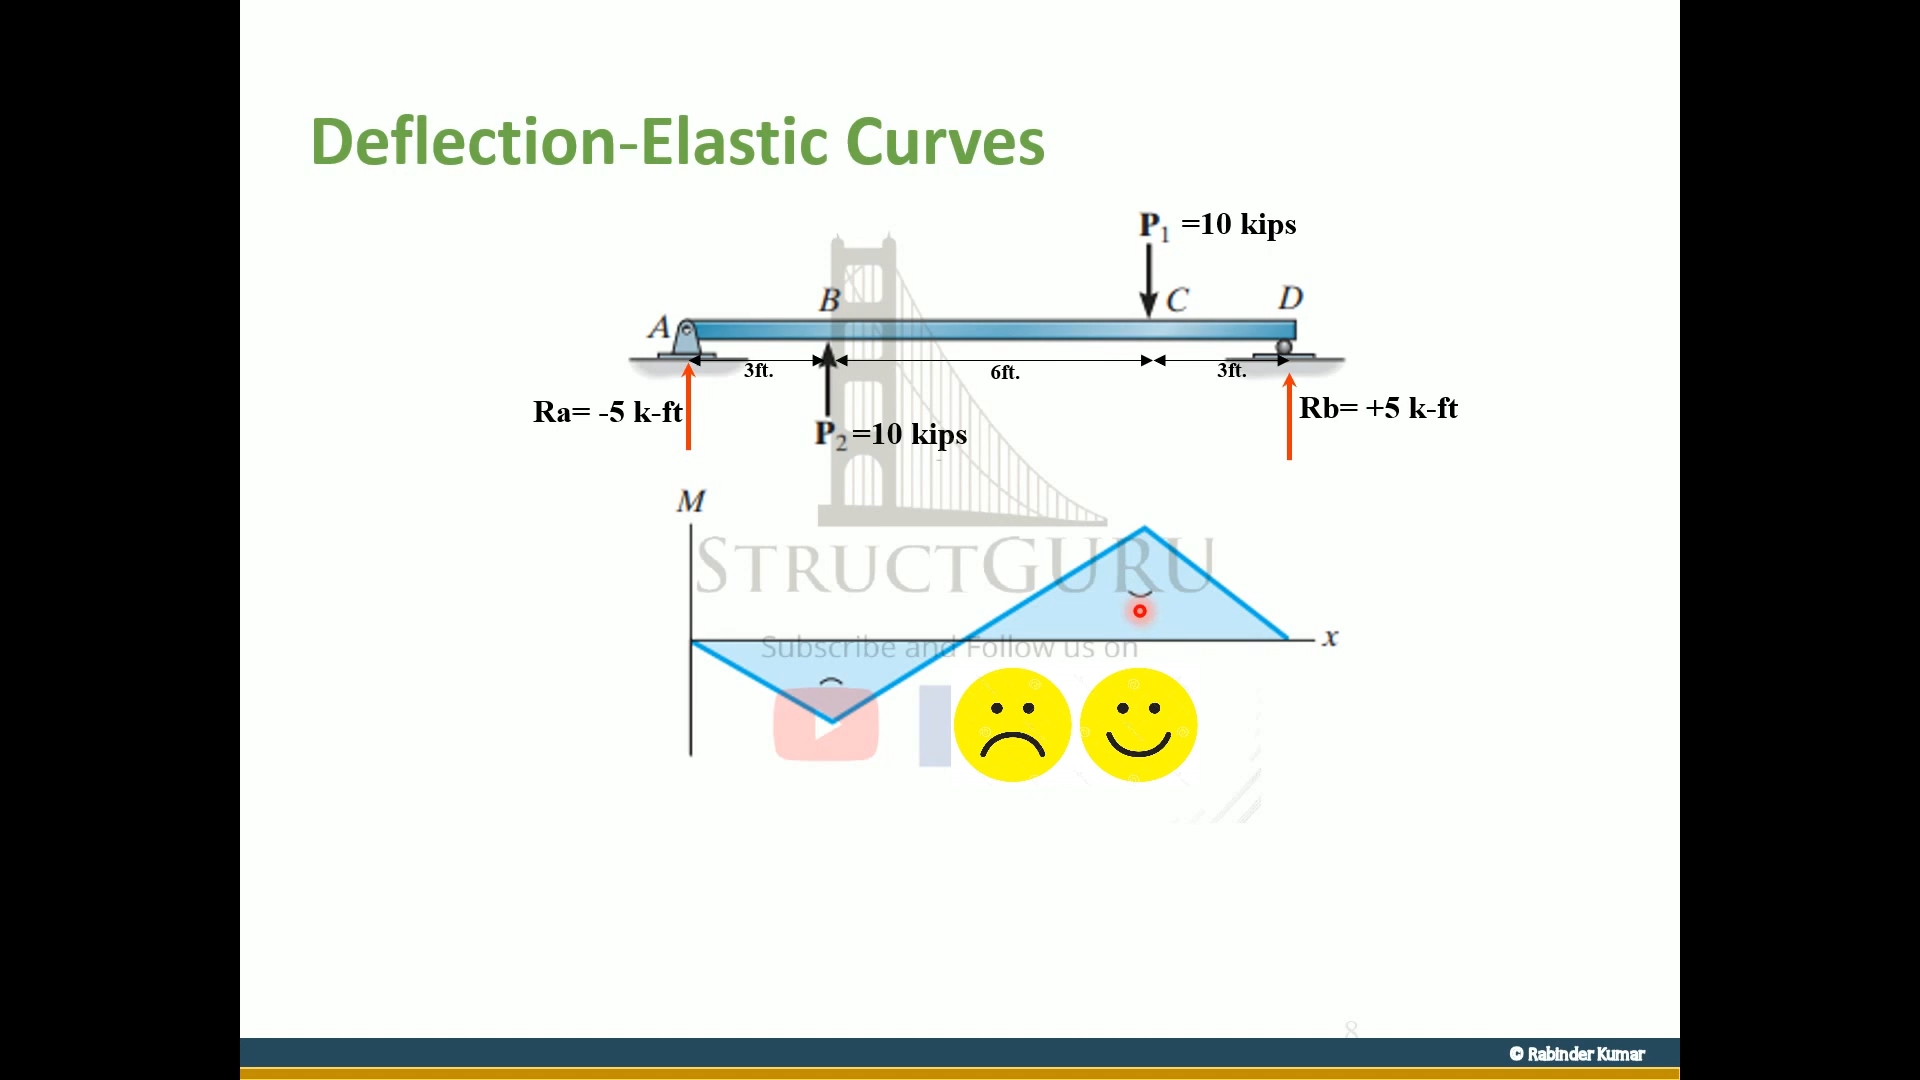 Deflection-Elastic Curves
P1 =10 kips
B
C
D
A
3ft.
6ft.
3ft.
Ra= -5 k-ft
Rb= +5 k-ft
P2=10 kips
M
STRUCTGURU
x
Subscribe and Follow us on
8
© Rabinder Kumar